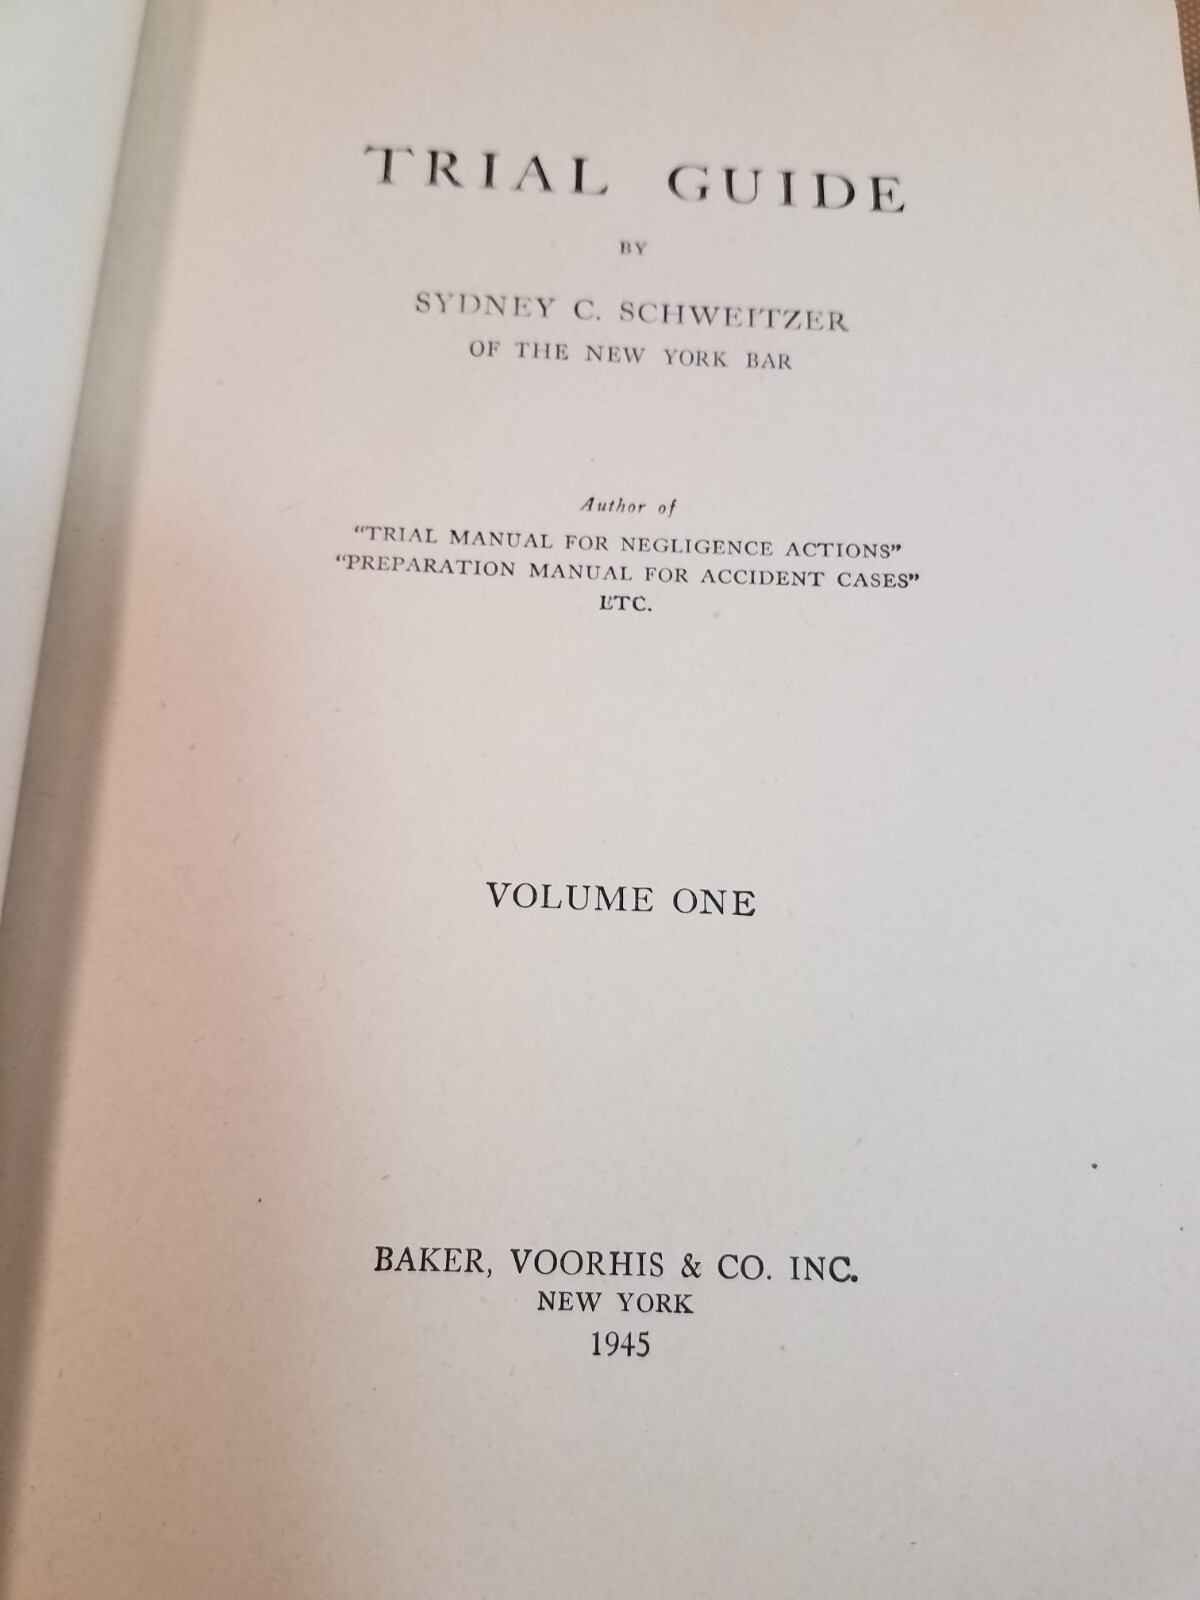 TRIAL GUIDE
BY
SYDNEY C. SCHWEITZER
OF THE NEW YORK BAR
Author of
“TRIAL MANUAL FOR NEGLIGENCE ACTIONS”
“PREPARATION MANUAL FOR ACCIDENT CASES”
ETC.
VOLUME ONE
BAKER, VOORHIS & CO. INC.
NEW YORK
1945